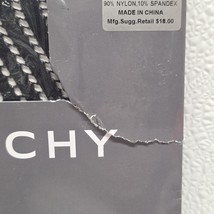 90% NYLON, 10% SPANDEX
MADE IN CHINA
Mfg.Sugg.Retail $18.00
CHY